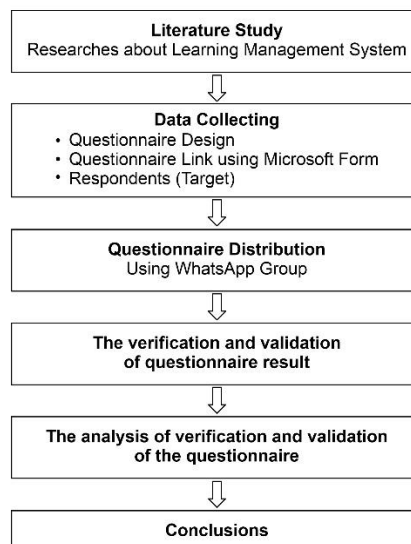 Literature Study
Researches about Learning Management System
Data Collecting
• Questionnaire Design
• Questionnaire Link using Microsoft Form
• Respondents (Target)
Questionnaire Distribution
Using WhatsApp Group
The verification and validation
of questionnaire result
The analysis of verification and validation
of the questionnaire
Conclusions